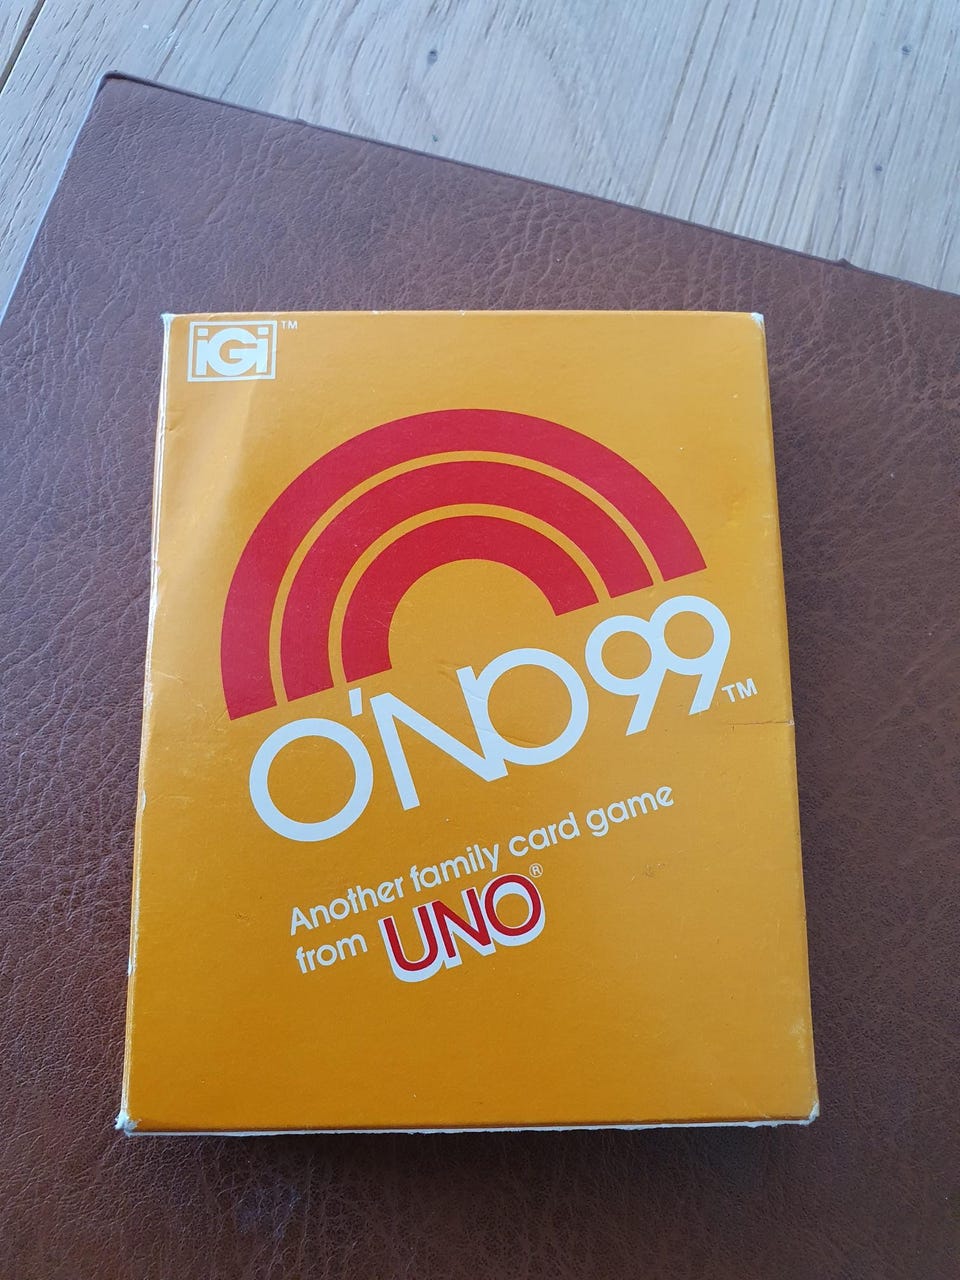 iGi™
O'NO 99™
Another family card game
from UNO®